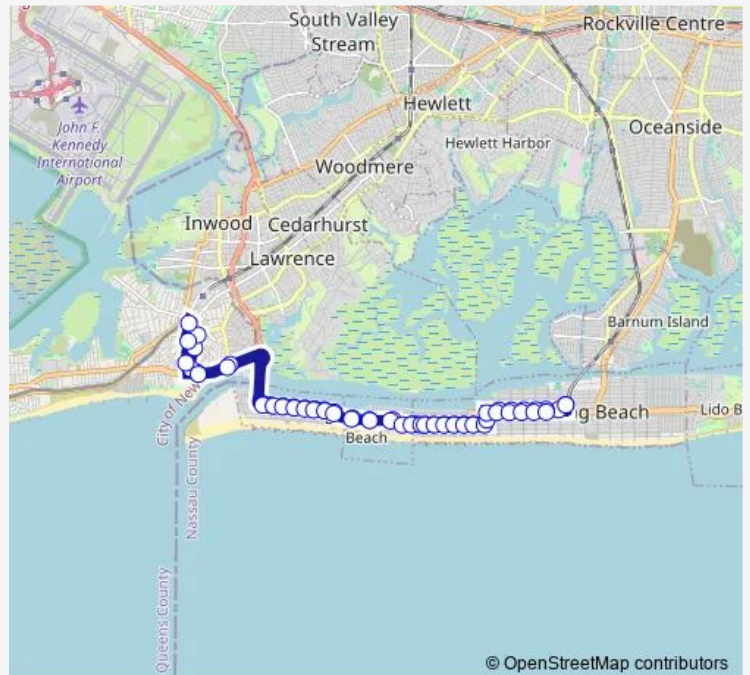 South Valley
Stream
Rockville Centre
Hewlett
Oceanside
John F.
Kennedy
International
Airport
Hewlett Harbor
Woodmere
Inwood
Cedarhurst
Lawrence
Barnum Island
City of New
g Beach
Lido B
Beach
Nassau County
Queens County
© OpenStreetMap contributors